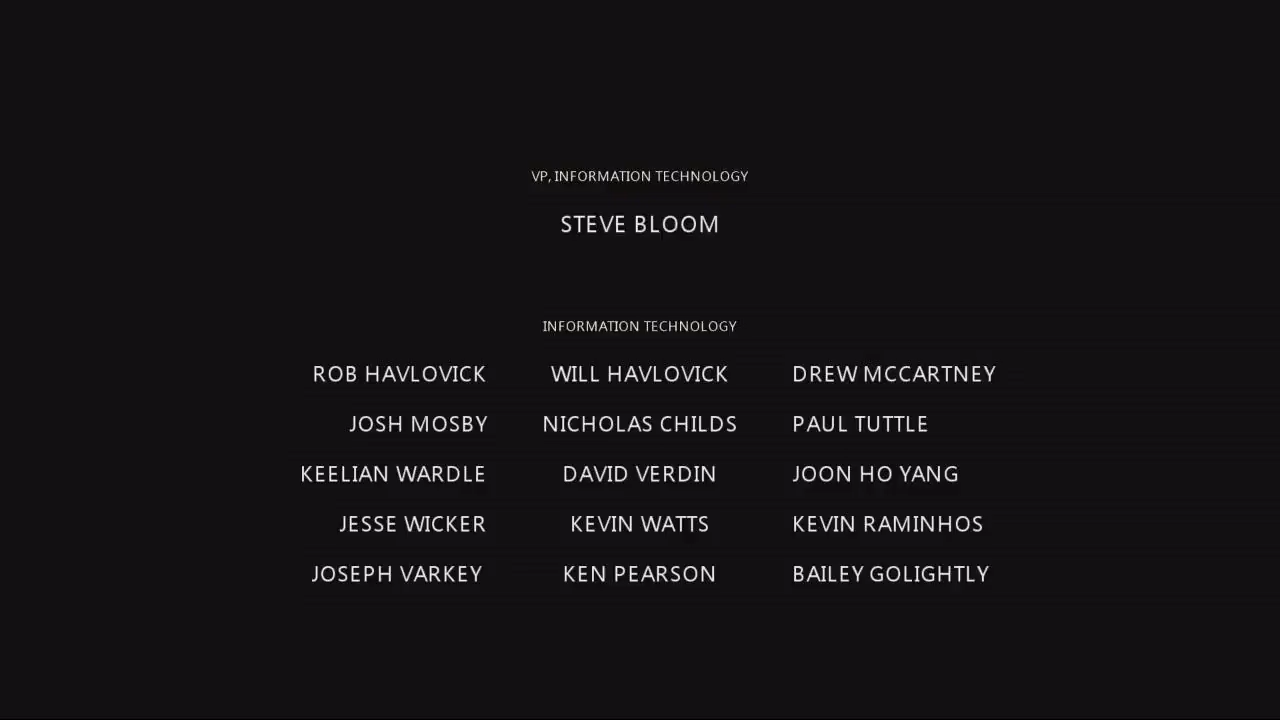 VP, INFORMATION TECHNOLOGY
STEVE BLOOM
INFORMATION TECHNOLOGY
ROB HAVLOVICK WILL HAVLOVICK DREW MCCARTNEY
JOSH MOSBY NICHOLAS CHILDS PAUL TUTTLE
KEELIAN WARDLE DAVID VERDIN JOON HO YANG
JESSE WICKER KEVIN WATTS KEVIN RAMINHOS
JOSEPH VARKEY KEN PEARSON BAILEY GOLIGHTLY